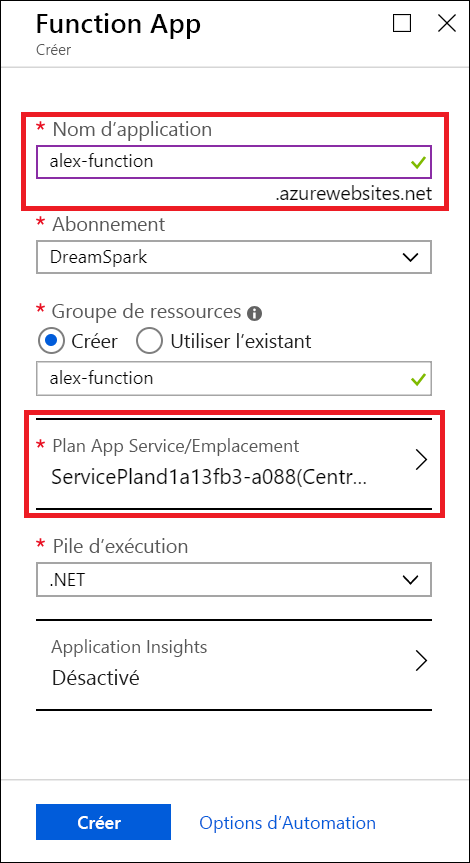 Function App
Créer
* Nom d'application
alex-function
.azurewebsites.net
* Abonnement
DreamSpark
* Groupe de ressources
Créer Utiliser l'existant
alex-function
* Plan App Service/Emplacement
ServicePland1a13fb3-a088(Centr...
* Pile d'exécution
.NET
Application Insights
Désactivé
Créer Options d'Automation